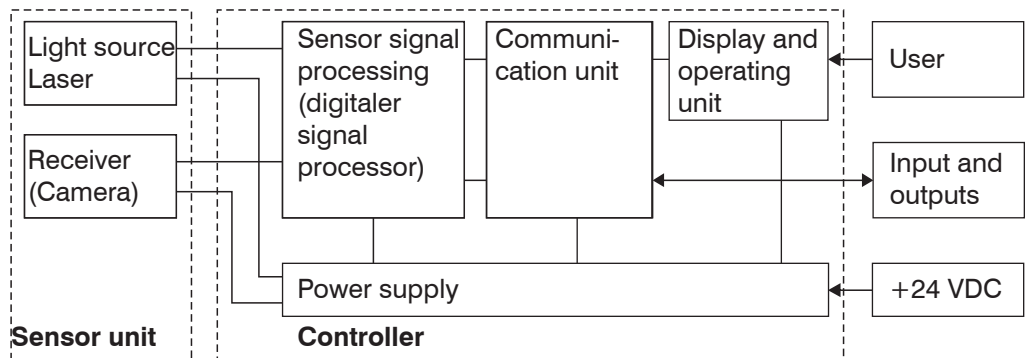 Light source
Laser
Receiver
(Camera)
Sensor unit
Sensor signal
processing
(digitaler
signal
processor)
Communi-
cation unit
Display and
operating
unit
Power supply
Controller
User
Input and
outputs
+24 VDC